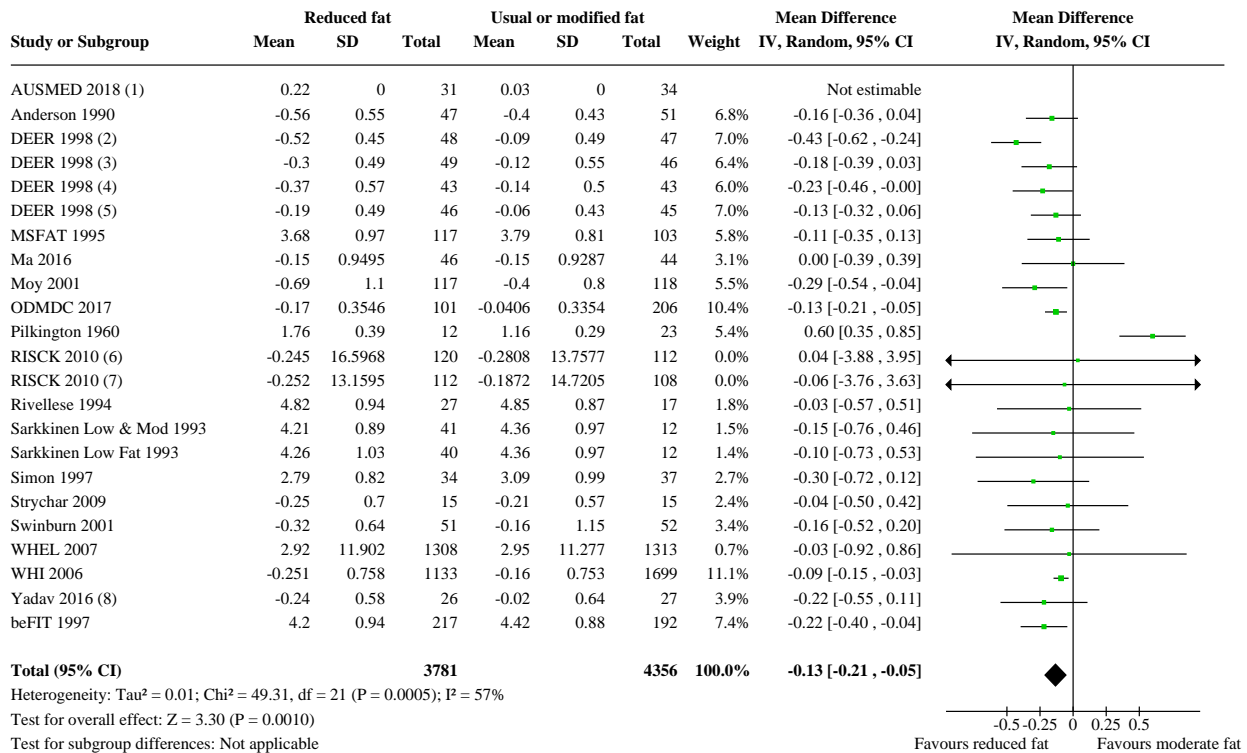 Reduced fat Usual or modified fat Mean Difference Mean Difference
Study or Subgroup Mean SD Total Mean SD Total Weight IV, Random, 95% CI IV, Random, 95% CI
AUSMED 2018 (1) 0.22 0 31 0.03 0 34 Not estimable
Anderson 1990 -0.56 0.55 47 -0.4 0.43 51 6.8% -0.16 [-0.36 , 0.04]
DEER 1998 (2) -0.52 0.45 48 -0.09 0.49 47 7.0% -0.43 [-0.62 , -0.24]
DEER 1998 (3) -0.3 0.49 49 -0.12 0.55 46 6.4% -0.18 [-0.39 , 0.03]
DEER 1998 (4) -0.37 0.57 43 -0.14 0.5 43 6.0% -0.23 [-0.46 , -0.00]
DEER 1998 (5) -0.19 0.49 46 -0.06 0.43 45 7.0% -0.13 [-0.32 , 0.06]
MSFAT 1995 3.68 0.97 117 3.79 0.81 103 5.8% -0.11 [-0.35 , 0.13]
Ma 2016 -0.15 0.9495 46 -0.15 0.9287 44 3.1% 0.00 [-0.39 , 0.39]
Moy 2001 -0.69 1.1 117 -0.4 0.8 118 5.5% -0.29 [-0.54 , -0.04]
ODMDC 2017 -0.17 0.3546 101 -0.0406 0.3354 206 10.4% -0.13 [-0.21 , -0.05]
Pilkington 1960 1.76 0.39 12 1.16 0.29 23 5.4% 0.60 [0.35 , 0.85]
RISCK 2010 (6) -0.245 16.5968 120 -0.2808 13.7577 112 0.0% 0.04 [-3.88 , 3.95]
RISCK 2010 (7) -0.252 13.1595 112 -0.1872 14.7205 108 0.0% -0.06 [-3.76 , 3.63]
Rivellese 1994 4.82 0.94 27 4.85 0.87 17 1.8% -0.03 [-0.57 , 0.51]
Sarkkinen Low & Mod 1993 4.21 0.89 41 4.36 0.97 12 1.5% -0.15 [-0.76 , 0.46]
Sarkkinen Low Fat 1993 4.26 1.03 40 4.36 0.97 12 1.4% -0.10 [-0.73 , 0.53]
Simon 1997 2.79 0.82 34 3.09 0.99 37 2.7% -0.30 [-0.72 , 0.12]
Strychar 2009 -0.25 0.7 15 -0.21 0.57 15 2.4% -0.04 [-0.50 , 0.42]
Swinburn 2001 -0.32 0.64 51 -0.16 1.15 52 3.4% -0.16 [-0.52 , 0.20]
WHEL 2007 2.92 11.902 1308 2.95 11.277 1313 0.7% -0.03 [-0.92 , 0.86]
WHI 2006 -0.251 0.758 1133 -0.16 0.753 1699 11.1% -0.09 [-0.15 , -0.03]
Yadav 2016 (8) -0.24 0.58 26 -0.02 0.64 27 3.9% -0.22 [-0.55 , 0.11]
beFIT 1997 4.2 0.94 217 4.42 0.88 192 7.4% -0.22 [-0.40 , -0.04]
Total (95% CI) 3781 4356 100.0% -0.13 [-0.21 , -0.05]
Heterogeneity: Tau² = 0.01; Chi² = 49.31, df = 21 (P = 0.0005); I² = 57%
Test for overall effect: Z = 3.30 (P = 0.0010) -0.5 -0.25 0 0.25 0.5
Test for subgroup differences: Not applicable Favours reduced fat Favours moderate fat